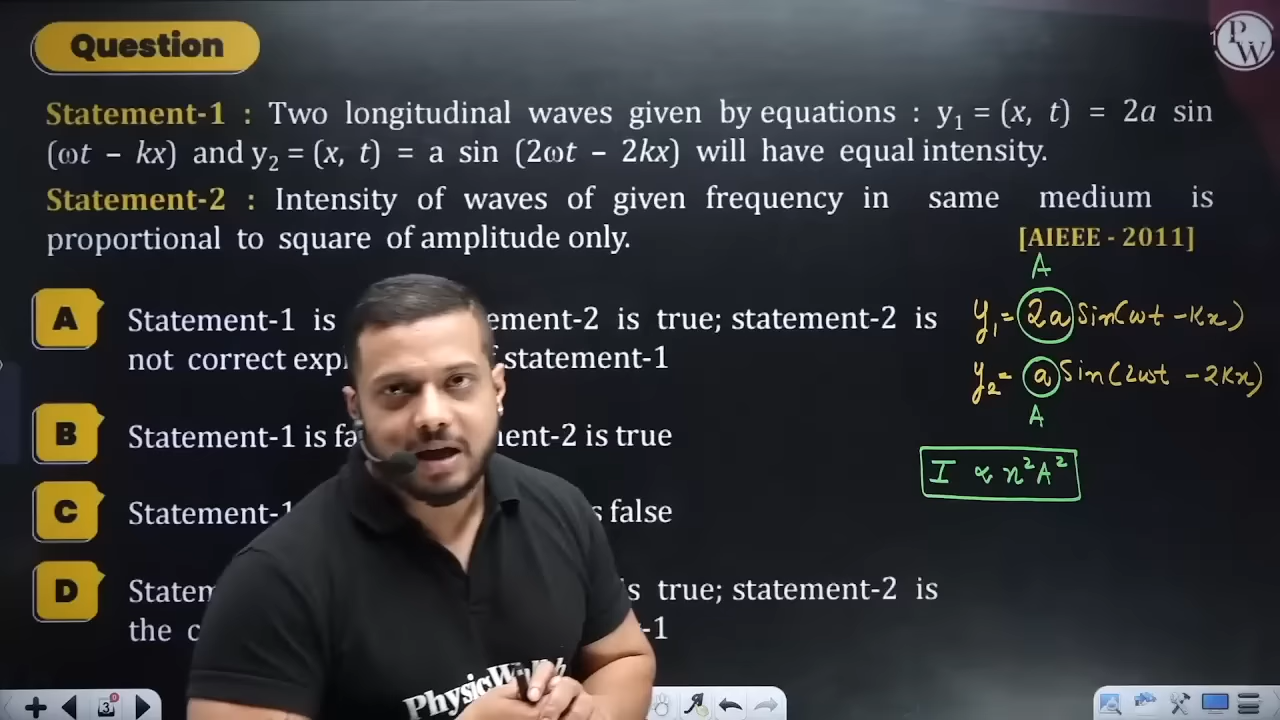 Question
PW
Statement-1 : Two longitudinal waves given by equations : y₁ = (x, t) = 2a sin
(ωt – kx) and y₂ = (x, t) = a sin (2ωt – 2kx) will have equal intensity.
Statement-2 : Intensity of waves of given frequency in same medium is
proportional to square of amplitude only.
[AIEEE - 2011]
A
y₁ = 2a Sin(ωt - Kx)
y₂ = a Sin(2ωt - 2Kx)
A
I ∝ n²A²
A
Statement-1 is ement-2 is true; statement-2 is
not correct expl statement-1
B
Statement-1 is fa ent-2 is true
C
Statement-1 s false
D
Statem s true; statement-2 is
the c -1
3